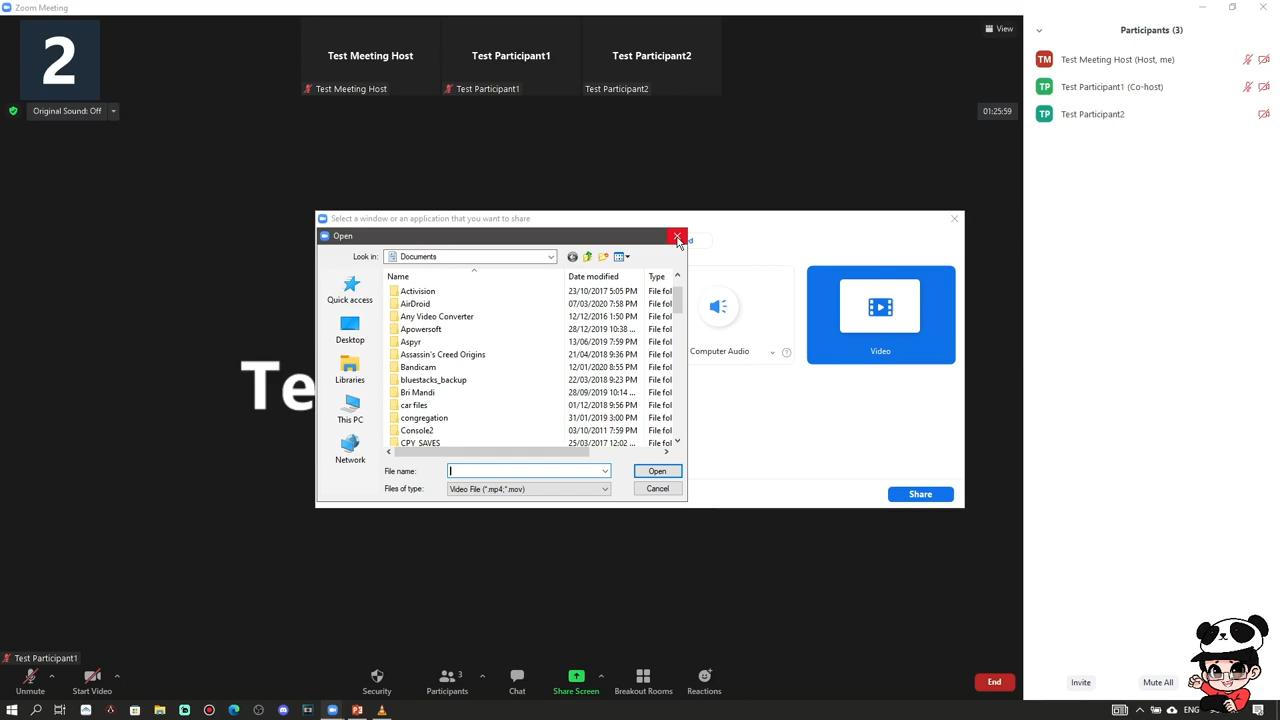 Zoom Meeting
2
Test Meeting Host
Test Participant1
Test Participant2
View
Test Meeting Host
Test Participant1
Test Participant2
Original Sound: Off
01:25:59
Participants (3)
TM Test Meeting Host (Host, me)
TP Test Participant1 (Co-host)
TP Test Participant2
Select a window or an application that you want to share
Open
Look in: Documents
Name Date modified Type
Quick access
Desktop
Libraries
This PC
Network
Activision 23/10/2017 5:05 PM File fol
AirDroid 07/03/2020 7:58 PM File fol
Any Video Converter 12/12/2016 1:50 PM File fol
Apowersoft 28/12/2019 10:38 ... File fol
Aspyr 13/06/2019 7:59 PM File fol
Assassin's Creed Origins 21/04/2018 9:36 PM File fol
Bandicam 12/01/2020 8:55 PM File fol
bluestacks_backup 22/03/2018 9:23 PM File fol
Bri Mandi 28/09/2019 10:14 ... File fol
car files 01/12/2018 9:56 PM File fol
congregation 31/01/2019 3:00 PM File fol
Console2 03/10/2011 7:59 PM File fol
CPY_SAVES 25/03/2017 12:02 ... File fol
File name:
Open
Files of type: Video File (*.mp4;*.mov)
Cancel
Computer Audio
Video
Share
Te
Test Participant1
Unmute
Start Video
Security
Participants 3
Chat
Share Screen
Breakout Rooms
Reactions
End
Invite
Mute All
ENG